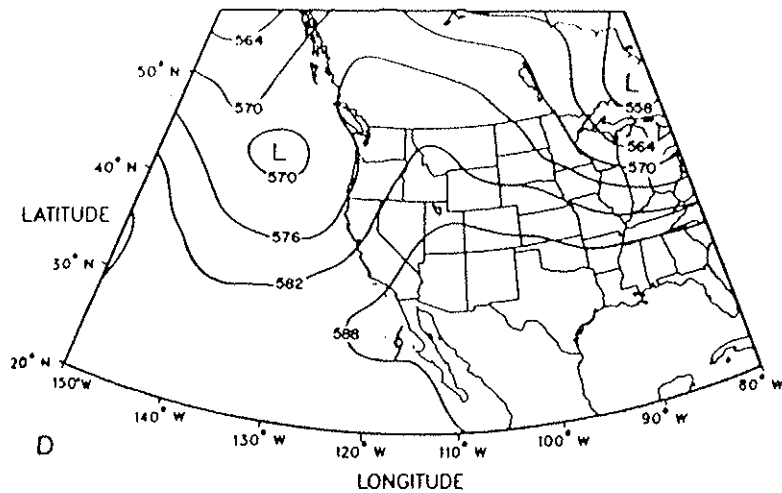 564
50° N
570
L
558
L
570
564
570
40° N
LATITUDE
576
30° N
582
588
20° N
150°W
140° W
130° W
120° W
110° W
100° W
90° W
80° W
D
LONGITUDE